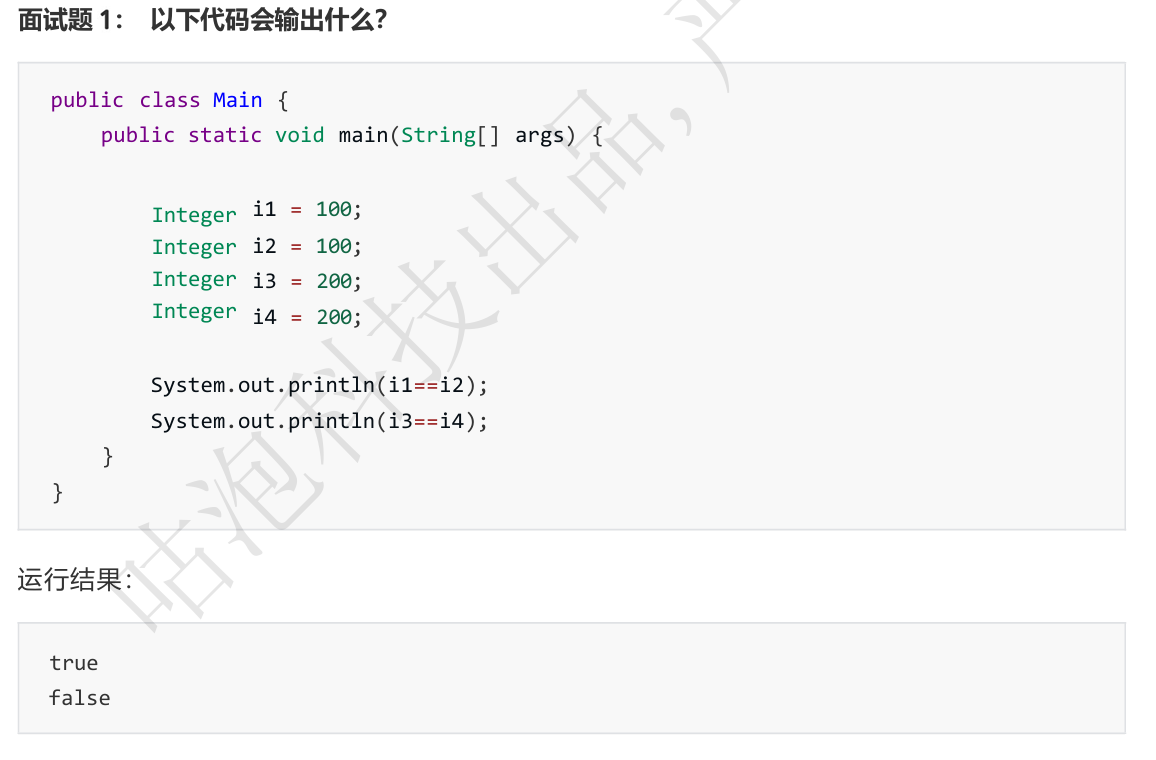 面试题 1： 以下代码会输出什么？
public class Main {
    public static void main(String[] args) {
        Integer i1 = 100;
        Integer i2 = 100;
        Integer i3 = 200;
        Integer i4 = 200;
        System.out.println(i1==i2);
        System.out.println(i3==i4);
    }
}
运行结果：
true
false
咕泡科技出品，严